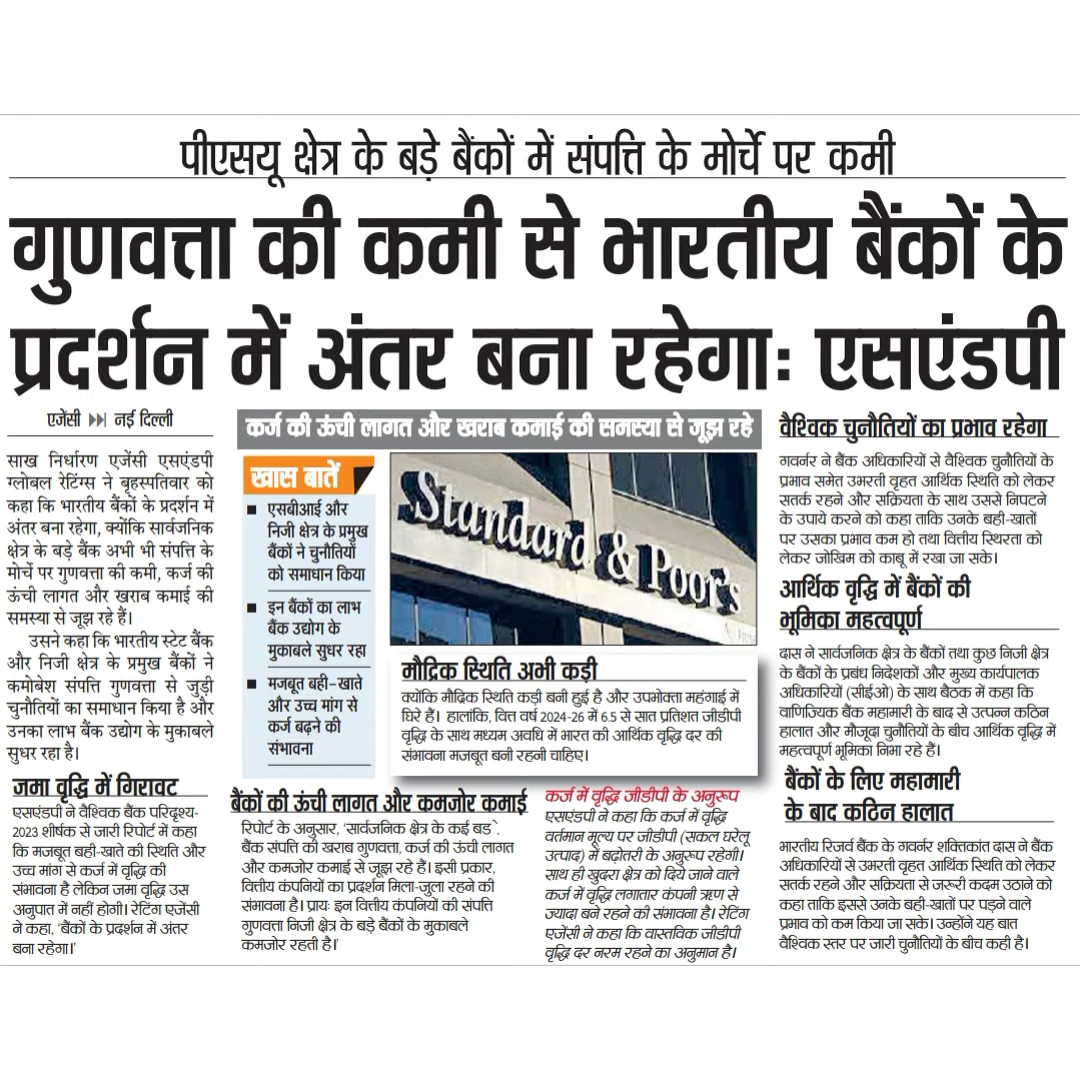 पीएसयू क्षेत्र के बड़े बैंकों में संपत्ति के मोर्चे पर कमी
गुणवत्ता की कमी से भारतीय बैंकों के
प्रदर्शन में अंतर बना रहेगाः एसएंडपी
एजेंसी ▶▶| नई दिल्ली
साख निर्धारण एजेंसी एसएंडपी
ग्लोबल रेटिंग्स ने बृहस्पतिवार को
कहा कि भारतीय बैंकों के प्रदर्शन में
अंतर बना रहेगा, क्योंकि सार्वजनिक
क्षेत्र के बड़े बैंक अभी भी संपत्ति के
मोर्चे पर गुणवत्ता की कमी, कर्ज की
ऊंची लागत और खराब कमाई की
समस्या से जूझ रहे हैं।
उसने कहा कि भारतीय स्टेट बैंक
और निजी क्षेत्र के प्रमुख बैंकों ने
कमोबेश संपत्ति गुणवत्ता से जुड़ी
चुनौतियों का समाधान किया है और
उनका लाभ बैंक उद्योग के मुकाबले
सुधर रहा है।
जमा वृद्धि में गिरावट
एसएंडपी ने वैश्विक बैंक परिदृश्य-
2023 शीर्षक से जारी रिपोर्ट में कहा
कि मजबूत बही-खाते की स्थिति और
उच्च मांग से कर्ज में वृद्धि की
संभावना है लेकिन जमा वृद्धि उस
अनुपात में नहीं होगी। रेटिंग एजेंसी
ने कहा, 'बैंकों के प्रदर्शन में अंतर
बना रहेगा।'
कर्ज की ऊंची लागत और खराब कमाई की समस्या से जूझ रहे
खास बातें
■ एसबीआई और
निजी क्षेत्र के प्रमुख
बैंकों ने चुनौतियों
को समाधान किया
■ इन बैंकों का लाभ
बैंक उद्योग के
मुकाबले सुधर रहा
■ मजबूत बही-खाते
और उच्च मांग से
कर्ज बढ़ने की
संभावना
Standard & Poor's
मौद्रिक स्थिति अभी कड़ी
क्योंकि मौद्रिक स्थिति कड़ी बनी हुई है और उपभोक्ता महंगाई में
घिरे हैं। हालांकि, वित्त वर्ष 2024-26 में 6.5 से सात प्रतिशत जीडीपी
वृद्धि के साथ मध्यम अवधि में भारत की आर्थिक वृद्धि दर की
संभावना मजबूत बनी रहनी चाहिए।
बैंकों की ऊंची लागत और कमजोर कमाई
रिपोर्ट के अनुसार, 'सार्वजनिक क्षेत्र के कई बड़े
बैंक संपत्ति की खराब गुणवत्ता, कर्ज की ऊंची लागत
और कमजोर कमाई से जूझ रहे हैं। इसी प्रकार,
वित्तीय कंपनियों का प्रदर्शन मिला-जुला रहने की
संभावना है। प्रायः इन वित्तीय कंपनियों की संपत्ति
गुणवत्ता निजी क्षेत्र के बड़े बैंकों के मुकाबले
कमजोर रहती है।'
कर्ज में वृद्धि जीडीपी के अनुरूप
एसएंडपी ने कहा कि कर्ज में वृद्धि
वर्तमान मूल्य पर जीडीपी (सकल घरेलू
उत्पाद) में बढ़ोतरी के अनुरूप रहेगी।
साथ ही खुदरा क्षेत्र को दिये जाने वाले
कर्ज में वृद्धि लगातार कंपनी ऋण से
ज्यादा बने रहने की संभावना है। रेटिंग
एजेंसी ने कहा कि वास्तविक जीडीपी
वृद्धि दर नरम रहने का अनुमान है।
वैश्विक चुनौतियों का प्रभाव रहेगा
गवर्नर ने बैंक अधिकारियों से वैश्विक चुनौतियों के
प्रभाव समेत उभरती वृहत आर्थिक स्थिति को लेकर
सतर्क रहने और सक्रियता के साथ उससे निपटने
के उपाये करने को कहा ताकि उनके बही-खातों
पर उसका प्रभाव कम हो तथा वित्तीय स्थिरता को
लेकर जोखिम को काबू में रखा जा सके।
आर्थिक वृद्धि में बैंकों की
भूमिका महत्वपूर्ण
दास ने सार्वजनिक क्षेत्र के बैंकों तथा कुछ निजी क्षेत्र
के बैंकों के प्रबंध निदेशकों और मुख्य कार्यपालक
अधिकारियों (सीईओ) के साथ बैठक में कहा कि
वाणिज्यिक बैंक महामारी के बाद से उत्पन्न कठिन
हालात और मौजूदा चुनौतियों के बीच आर्थिक वृद्धि में
महत्वपूर्ण भूमिका निभा रहे हैं।
बैंकों के लिए महामारी
के बाद कठिन हालात
भारतीय रिजर्व बैंक के गवर्नर शक्तिकांत दास ने बैंक
अधिकारियों से उभरती वृहत आर्थिक स्थिति को लेकर
सतर्क रहने और सक्रियता से जरूरी कदम उठाने को
कहा ताकि इससे उनके बही-खातों पर पड़ने वाले
प्रभाव को कम किया जा सके। उन्होंने यह बात
वैश्विक स्तर पर जारी चुनौतियों के बीच कही है।